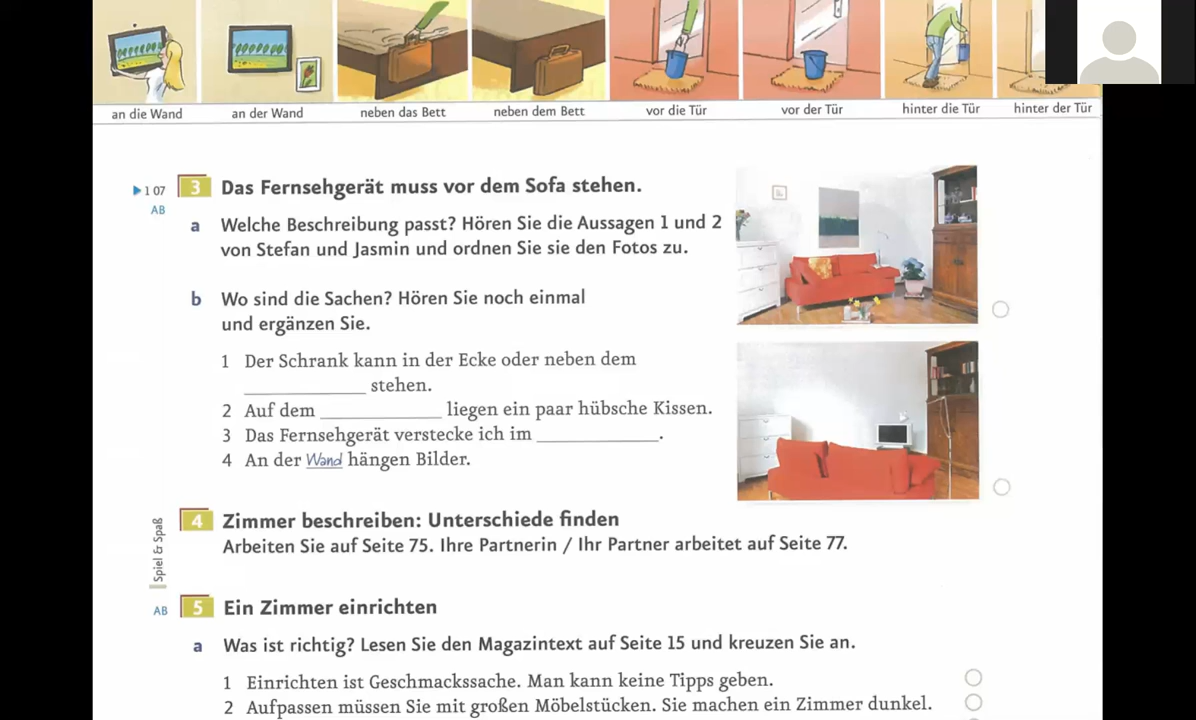 an die Wand an der Wand neben das Bett neben dem Bett vor die Tür vor der Tür hinter die Tür hinter der Tür
▶ 1 07 3 Das Fernsehgerät muss vor dem Sofa stehen.
AB
a Welche Beschreibung passt? Hören Sie die Aussagen 1 und 2
von Stefan und Jasmin und ordnen Sie sie den Fotos zu.
b Wo sind die Sachen? Hören Sie noch einmal
und ergänzen Sie.
1 Der Schrank kann in der Ecke oder neben dem
____________ stehen.
2 Auf dem ____________ liegen ein paar hübsche Kissen.
3 Das Fernsehgerät verstecke ich im ____________.
4 An der Wand hängen Bilder.
Spiel & Spaß
4 Zimmer beschreiben: Unterschiede finden
Arbeiten Sie auf Seite 75. Ihre Partnerin / Ihr Partner arbeitet auf Seite 77.
AB 5 Ein Zimmer einrichten
a Was ist richtig? Lesen Sie den Magazintext auf Seite 15 und kreuzen Sie an.
1 Einrichten ist Geschmackssache. Man kann keine Tipps geben.
2 Aufpassen müssen Sie mit großen Möbelstücken. Sie machen ein Zimmer dunkel.